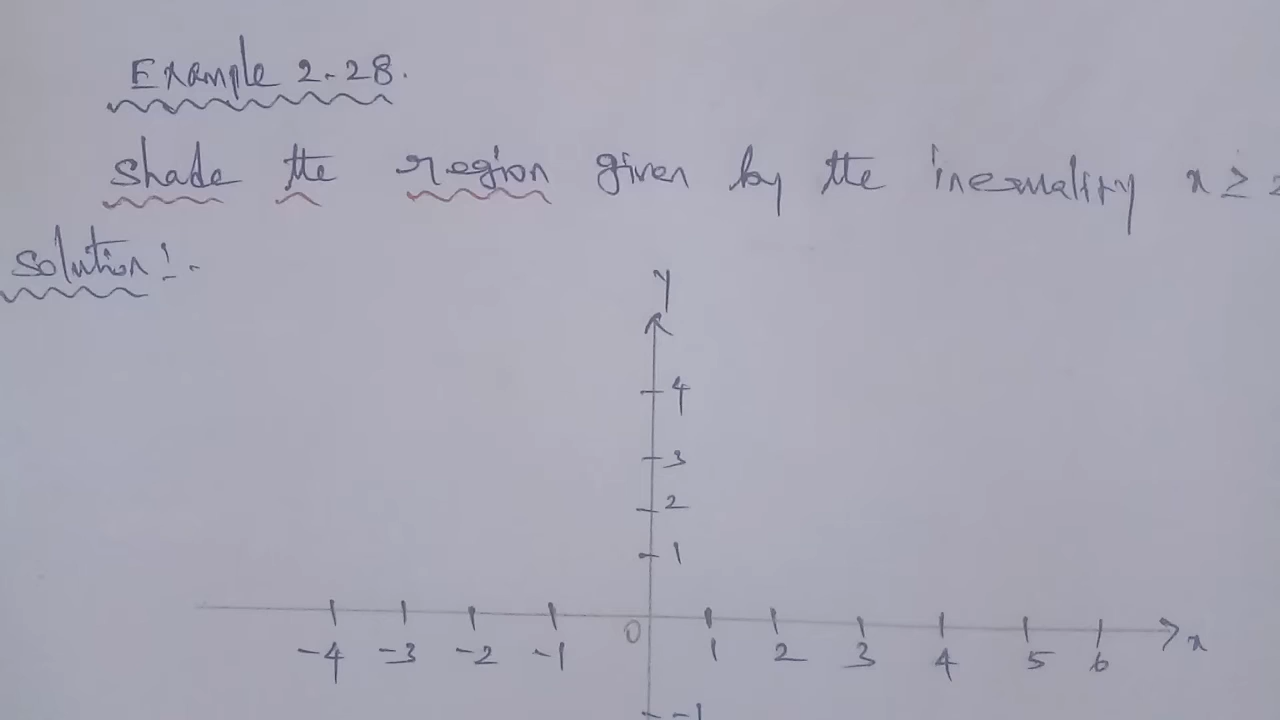 Example 2.28.
Shade the region given by the inequality x ≥ 2
Solution:-
y
4
3
2
1
-4 -3 -2 -1 0 1 2 3 4 5 6 x
-1